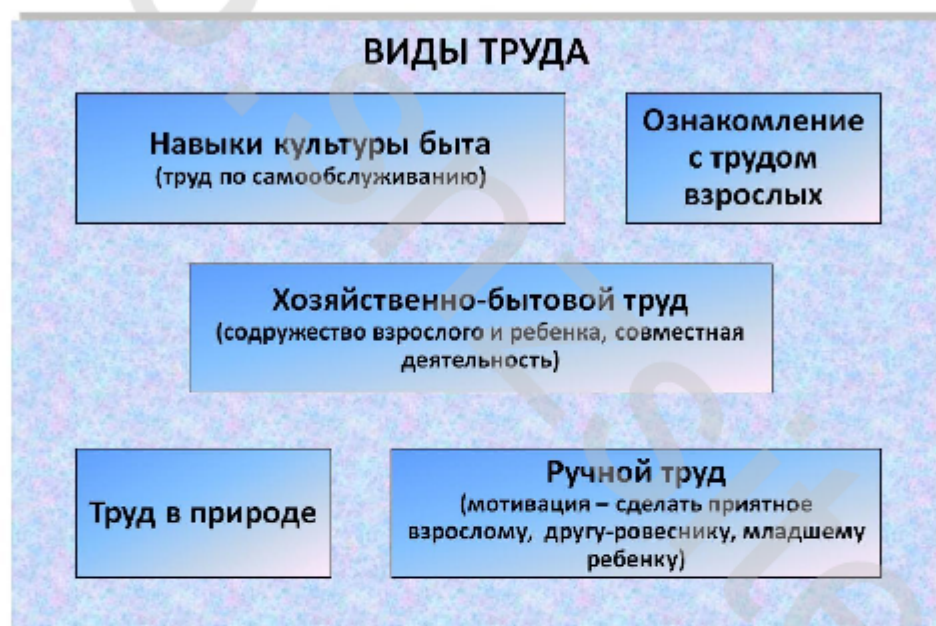 ВИДЫ ТРУДА
Навыки культуры быта
(труд по самообслуживанию)
Ознакомление
с трудом
взрослых
Хозяйственно-бытовой труд
(содружество взрослого и ребенка, совместная
деятельность)
Труд в природе
Ручной труд
(мотивация – сделать приятное
взрослому, другу-ровеснику, младшему
ребенку)